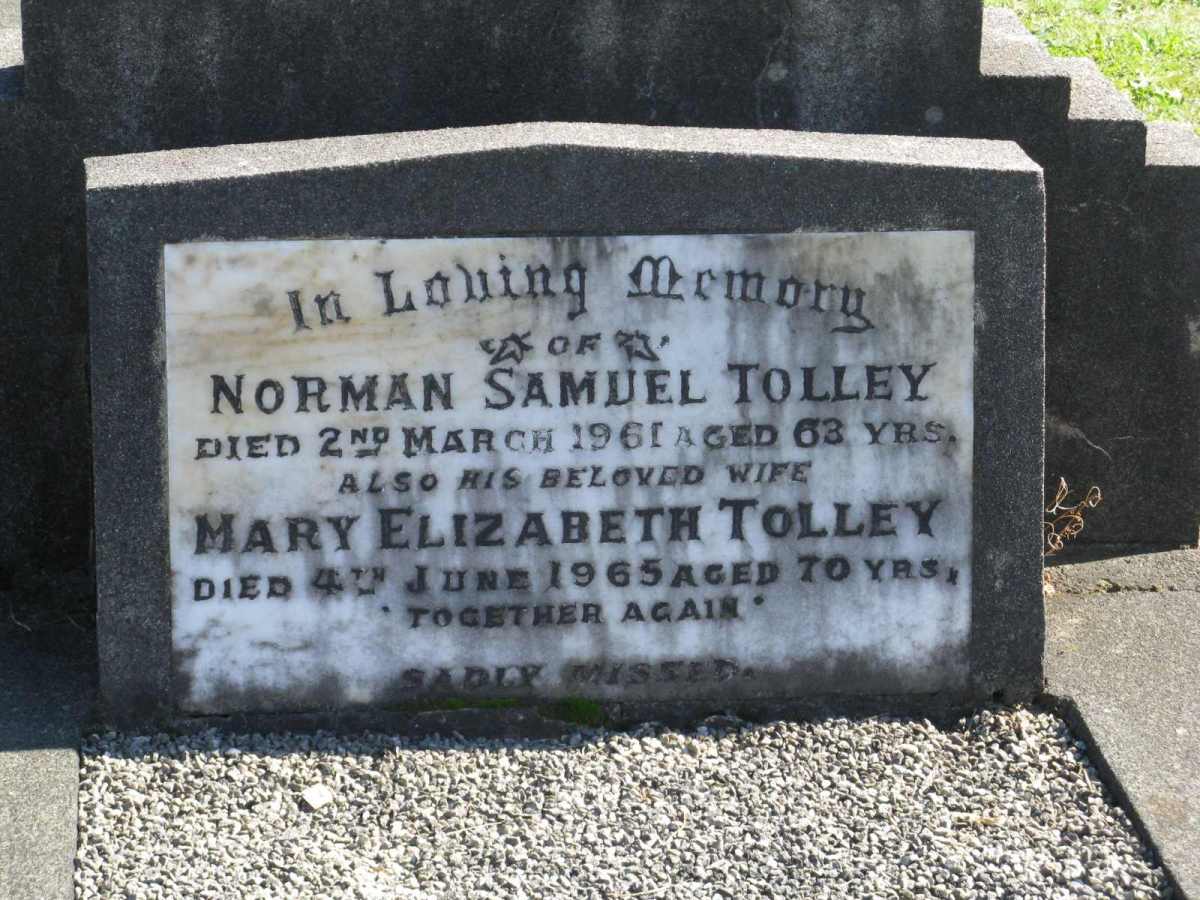 In Loving Memory
OF
NORMAN SAMUEL TOLLEY
DIED 2ND MARCH 1961 AGED 63 YRS.
ALSO HIS BELOVED WIFE
MARY ELIZABETH TOLLEY
DIED 4TH JUNE 1965 AGED 70 YRS,
'TOGETHER AGAIN'
SADLY MISSED.